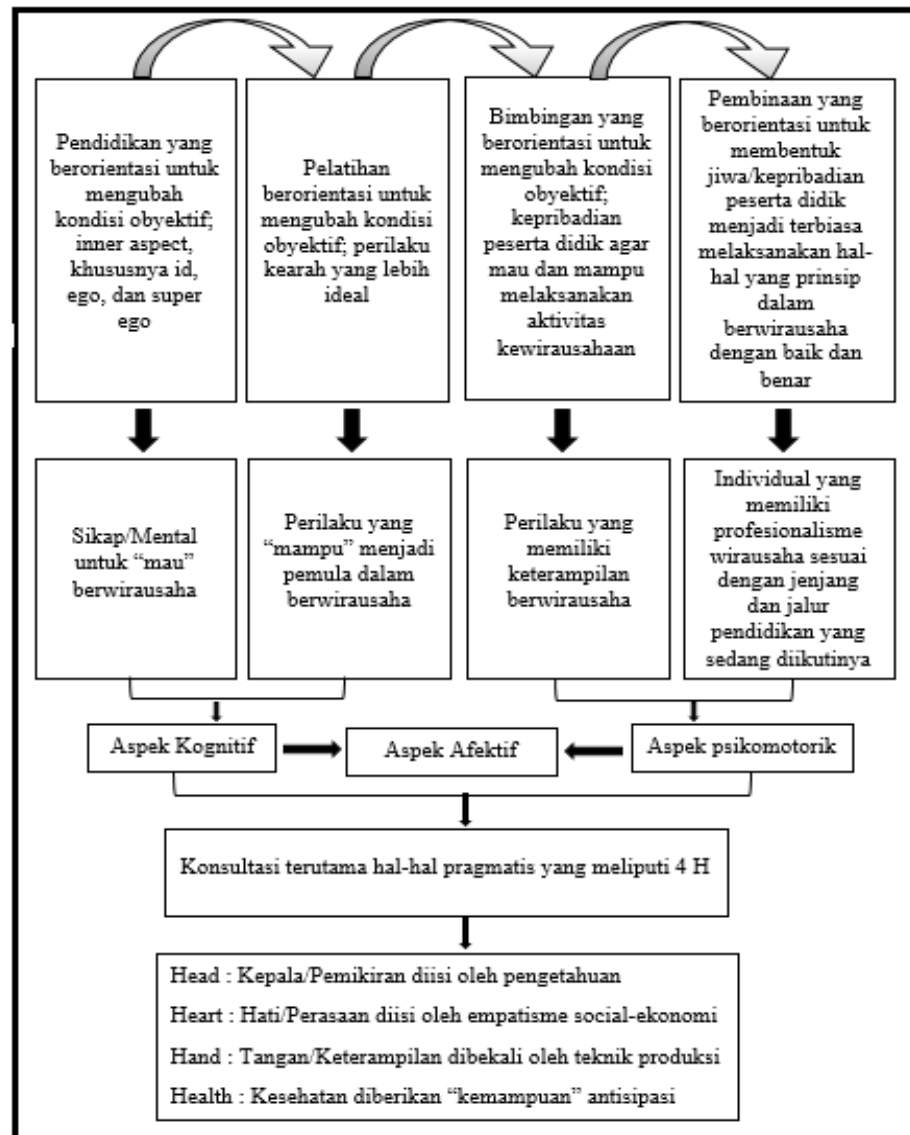 Pendidikan yang
berorientasi untuk
mengubah
kondisi obyektif;
inner aspect,
khususnya id,
ego, dan super
ego
Pelatihan
berorientasi untuk
mengubah kondisi
obyektif; perilaku
kearah yang lebih
ideal
Bimbingan yang
berorientasi untuk
mengubah kondisi
obyektif;
kepribadian
peserta didik agar
mau dan mampu
melaksanakan
aktivitas
kewirausahaan
Pembinaan yang
berorientasi untuk
membentuk
jiwa/kepribadian
peserta didik
menjadi terbiasa
melaksanakan hal-
hal yang prinsip
dalam
berwirausaha
dengan baik dan
benar
Sikap/Mental
untuk “mau”
berwirausaha
Perilaku yang
“mampu” menjadi
pemula dalam
berwirausaha
Perilaku yang
memiliki
keterampilan
berwirausaha
Individual yang
memiliki
profesionalisme
wirausaha sesuai
dengan jenjang
dan jalur
pendidikan yang
sedang diikutinya
Aspek Kognitif
Aspek Afektif
Aspek psikomotorik
Konsultasi terutama hal-hal pragmatis yang meliputi 4 H
Head : Kepala/Pemikiran diisi oleh pengetahuan
Heart : Hati/Perasaan diisi oleh empatisme social-ekonomi
Hand : Tangan/Keterampilan dibekali oleh teknik produksi
Health : Kesehatan diberikan “kemampuan” antisipasi